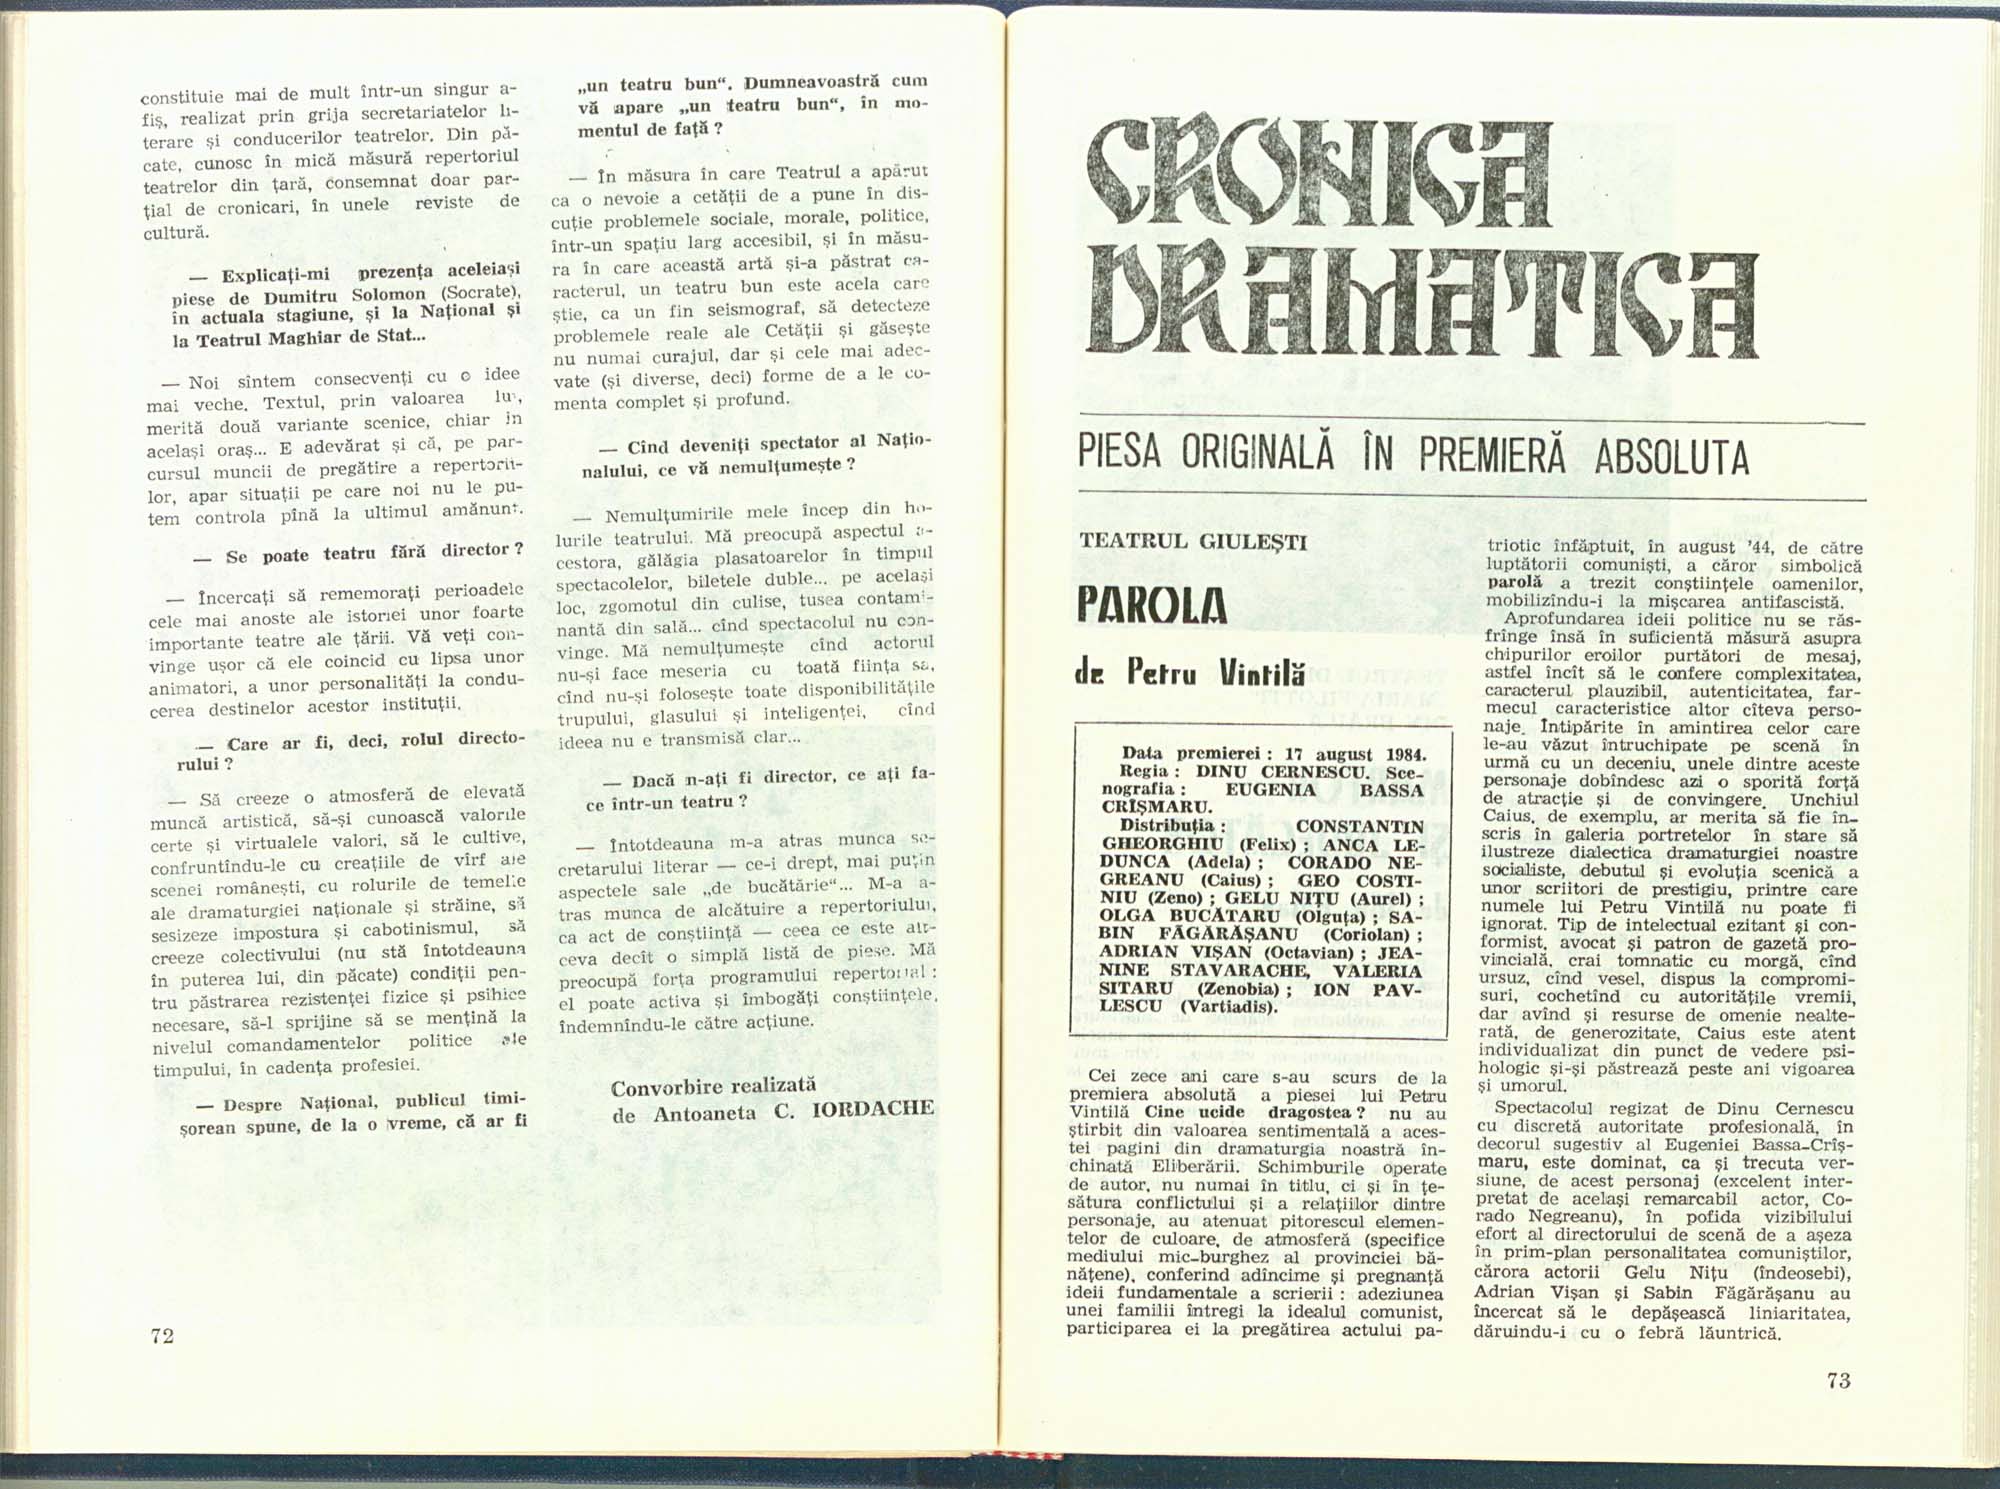 constituie mai de mult într-un singur a-
fiș, realizat prin grija secretariatelor li-
terare și conducerilor teatrelor. Din pă-
cate, cunosc în mică măsură repertoriul
teatrelor din țară, consemnat doar par-
țial de cronicari, în unele reviste de
cultură.
— Explicați-mi prezența aceleiași
piese de Dumitru Solomon (Socrate),
în actuala stagiune, și la Național și
la Teatrul Maghiar de Stat...
— Noi sîntem consecvenți cu o idee
mai veche. Textul, prin valoarea lui,
merită două variante scenice, chiar în
același oraș... E adevărat și că, pe par-
cursul muncii de pregătire a repertorii-
lor, apar situații pe care noi nu le pu-
tem controla pînă la ultimul amănunt.
— Se poate teatru fără director ?
— Încercați să rememorați perioadele
cele mai anoste ale istoriei unor foarte
importante teatre ale țării. Vă veți con-
vinge ușor că ele coincid cu lipsa unor
animatori, a unor personalități la condu-
cerea destinelor acestor instituții.
— Care ar fi, deci, rolul directo-
rului ?
— Să creeze o atmosferă de elevată
muncă artistică, să-și cunoască valorile
certe și virtualele valori, să le cultive,
confruntîndu-le cu creațiile de vîrf ale
scenei românești, cu rolurile de temelie
ale dramaturgiei naționale și străine, să
sesizeze impostura și cabotinismul, să
creeze colectivului (nu stă întotdeauna
în puterea lui, din păcate) condiții pen-
tru păstrarea rezistenței fizice și psihice
necesare, să-l sprijine să se mențină la
nivelul comandamentelor politice ale
timpului, în cadența profesiei.
— Despre Național, publicul timi-
șorean spune, de la o vreme, că ar fi
„un teatru bun“. Dumneavoastră cum
vă apare „un teatru bun“, în mo-
mentul de față ?
— În măsura în care Teatrul a apărut
ca o nevoie a cetății de a pune în dis-
cuție problemele sociale, morale, politice,
într-un spațiu larg accesibil, și în măsu-
ra în care această artă și-a păstrat ca-
racterul, un teatru bun este acela care
știe, ca un fin seismograf, să detecteze
problemele reale ale Cetății și găsește
nu numai curajul, dar și cele mai adec-
vate (și diverse, deci) forme de a le co-
menta complet și profund.
— Cînd deveniți spectator al Națio-
nalului, ce vă nemulțumește ?
— Nemulțumirile mele încep din ho-
lurile teatrului. Mă preocupă aspectul a-
cestora, gălăgia plasatoarelor în timpul
spectacolelor, biletele duble... pe același
loc, zgomotul din culise, tusea contami-
nantă din sală... cînd spectacolul nu con-
vinge. Mă nemulțumește cînd actorul
nu-și face meseria cu toată ființa sa,
cînd nu-și folosește toate disponibilitățile
trupului, glasului și inteligenței, cînd
ideea nu e transmisă clar...
— Dacă n-ați fi director, ce ați fa-
ce într-un teatru ?
— Întotdeauna m-a atras munca se-
cretarului literar — ce-i drept, mai puțin
aspectele sale „de bucătărie“... M-a a-
tras munca de alcătuire a repertoriului,
ca act de conștiință — ceea ce este alt-
ceva decît o simplă listă de piese. Mă
preocupă forța programului repertorial :
el poate activa și îmbogăți conștiințele,
îndemnîndu-le către acțiune.
Convorbire realizată
de Antoaneta C. IORDACHE
72
CRONICA
DRAMATICA
PIESA ORIGINALĂ ÎN PREMIERĂ ABSOLUTA
TEATRUL GIULEȘTI
PAROLA
de Petru Vintilă
Data premierei : 17 august 1984.
Regia : DINU CERNESCU. Sce-
nografia : EUGENIA BASSA
CRÎȘMARU.
Distribuția : CONSTANTIN
GHEORGHIU (Felix) ; ANCA LE-
DUNCA (Adela) ; CORADO NE-
GREANU (Caius) ; GEO COSTI-
NIU (Zeno) ; GELU NIȚU (Aurel) ;
OLGA BUCĂTARU (Olguța) ; SA-
BIN FĂGĂRĂȘANU (Coriolan) ;
ADRIAN VIȘAN (Octavian) ; JEA-
NINE STAVARACHE, VALERIA
SITARU (Zenobia) ; ION PAV-
LESCU (Vartiadis).
Cei zece ani care s-au scurs de la
premiera absolută a piesei lui Petru
Vintilă Cine ucide dragostea ? nu au
știrbit din valoarea sentimentală a aces-
tei pagini din dramaturgia noastră în-
chinată Eliberării. Schimburile operate
de autor, nu numai în titlu, ci și în țe-
sătura conflictului și a relațiilor dintre
personaje, au atenuat pitorescul elemen-
telor de culoare, de atmosferă (specifice
mediului mic-burghez al provinciei bă-
nățene), conferind adîncime și pregnanță
ideii fundamentale a scrierii : adeziunea
unei familii întregi la idealul comunist,
participarea ei la pregătirea actului pa-
triotic înfăptuit, în august '44, de către
luptătorii comuniști, a căror simbolică
parolă a trezit conștiințele oamenilor,
mobilizîndu-i la mișcarea antifascistă.
Aprofundarea ideii politice nu se răs-
frînge însă în suficientă măsură asupra
chipurilor eroilor purtători de mesaj,
astfel încît să le confere complexitatea,
caracterul plauzibil, autenticitatea, far-
mecul caracteristice altor cîteva perso-
naje. Întipărite în amintirea celor care
le-au văzut întruchipate pe scenă în
urmă cu un deceniu, unele dintre aceste
personaje dobîndesc azi o sporită forță
de atracție și de convingere. Unchiul
Caius, de exemplu, ar merita să fie în-
scris în galeria portretelor în stare să
ilustreze dialectica dramaturgiei noastre
socialiste, debutul și evoluția scenică a
unor scriitori de prestigiu, printre care
numele lui Petru Vintilă nu poate fi
ignorat. Tip de intelectual ezitant și con-
formist, avocat și patron de gazetă pro-
vincială, crai tomnatic cu morgă, cînd
ursuz, cînd vesel, dispus la compromi-
suri, cochetînd cu autoritățile vremii,
dar avînd și resurse de omenie nealte-
rată, de generozitate, Caius este atent
individualizat din punct de vedere psi-
hologic și-și păstrează peste ani vigoarea
și umorul.
Spectacolul regizat de Dinu Cernescu
cu discretă autoritate profesională, în
decorul sugestiv al Eugeniei Bassa-Crîș-
maru, este dominat, ca și trecuta ver-
siune, de acest personaj (excelent inter-
pretat de același remarcabil actor, Co-
rado Negreanu), în pofida vizibilului
efort al directorului de scenă de a așeza
în prim-plan personalitatea comuniștilor,
cărora actorii Gelu Nițu (îndeosebi),
Adrian Vișan și Sabin Făgărășanu au
încercat să le depășească liniaritatea,
dăruindu-i cu o febră lăuntrică.
73